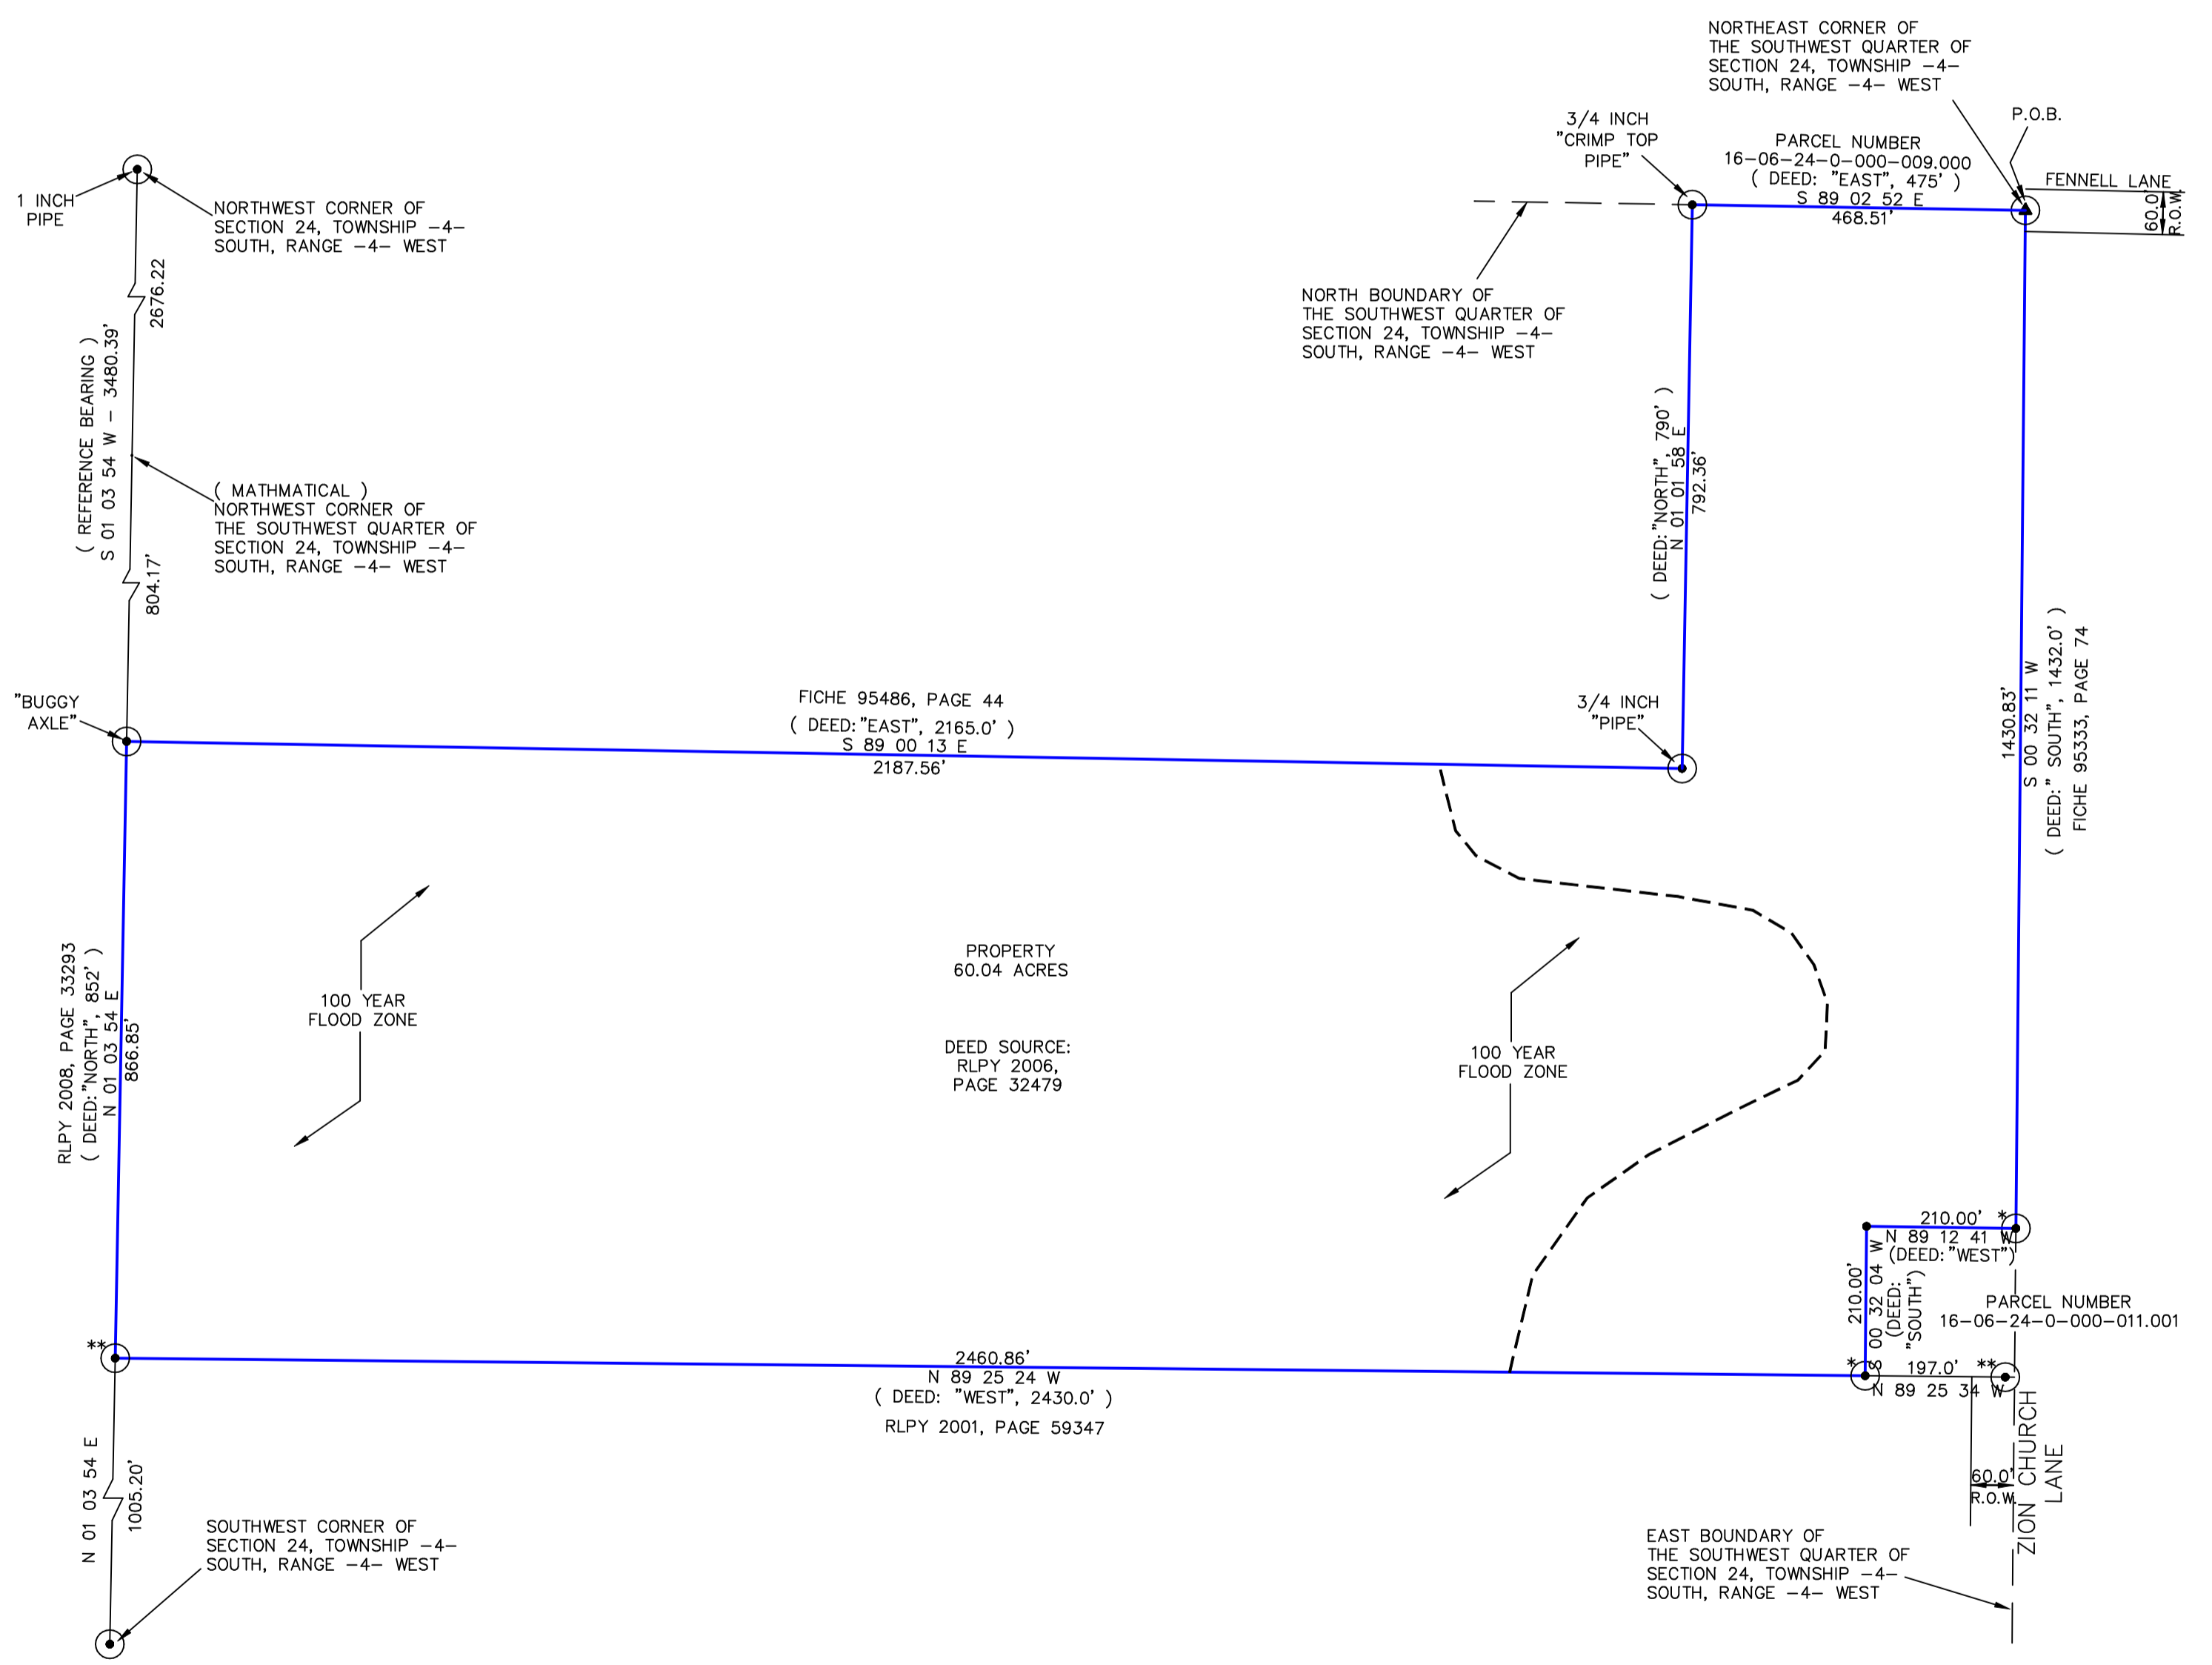 NORTHEAST CORNER OF
THE SOUTHWEST QUARTER OF
SECTION 24, TOWNSHIP -4-
SOUTH, RANGE -4- WEST
P.O.B.
3/4 INCH
"CRIMP TOP
PIPE"
PARCEL NUMBER
16-06-24-0-000-009.000
( DEED: "EAST", 475' )
S 89 02 52 E
468.51'
FENNELL LANE
60.0'
R.O.W.
1 INCH
PIPE
NORTHWEST CORNER OF
SECTION 24, TOWNSHIP -4-
SOUTH, RANGE -4- WEST
2676.22
( REFERENCE BEARING )
S 01 03 54 W - 3480.39'
NORTH BOUNDARY OF
THE SOUTHWEST QUARTER OF
SECTION 24, TOWNSHIP -4-
SOUTH, RANGE -4- WEST
( MATHMATICAL )
NORTHWEST CORNER OF
THE SOUTHWEST QUARTER OF
SECTION 24, TOWNSHIP -4-
SOUTH, RANGE -4- WEST
804.17'
( DEED: "NORTH", 790' )
N 01 01 58 E
792.36'
"BUGGY
AXLE"
FICHE 95486, PAGE 44
( DEED: "EAST", 2165.0' )
S 89 00 13 E
2187.56'
3/4 INCH
"PIPE"
1430.83'
S 00 32 11 W
( DEED: " SOUTH", 1432.0' )
FICHE 95333, PAGE 74
RLPY 2008, PAGE 33293
( DEED: "NORTH", 852' )
N 01 03 54 E
866.85'
100 YEAR
FLOOD ZONE
PROPERTY
60.04 ACRES
DEED SOURCE:
RLPY 2006,
PAGE 32479
100 YEAR
FLOOD ZONE
210.00' *
N 89 12 41 W
(DEED: "WEST")
210.00'
S 00 32 04 W
(DEED:
"SOUTH")
PARCEL NUMBER
16-06-24-0-000-011.001
**
2460.86'
N 89 25 24 W
( DEED: "WEST", 2430.0' )
RLPY 2001, PAGE 59347
*
197.0' **
N 89 25 34 W
N 01 03 54 E
1005.20'
60.0'
R.O.W.
ZION CHURCH
LANE
SOUTHWEST CORNER OF
SECTION 24, TOWNSHIP -4-
SOUTH, RANGE -4- WEST
EAST BOUNDARY OF
THE SOUTHWEST QUARTER OF
SECTION 24, TOWNSHIP -4-
SOUTH, RANGE -4- WEST